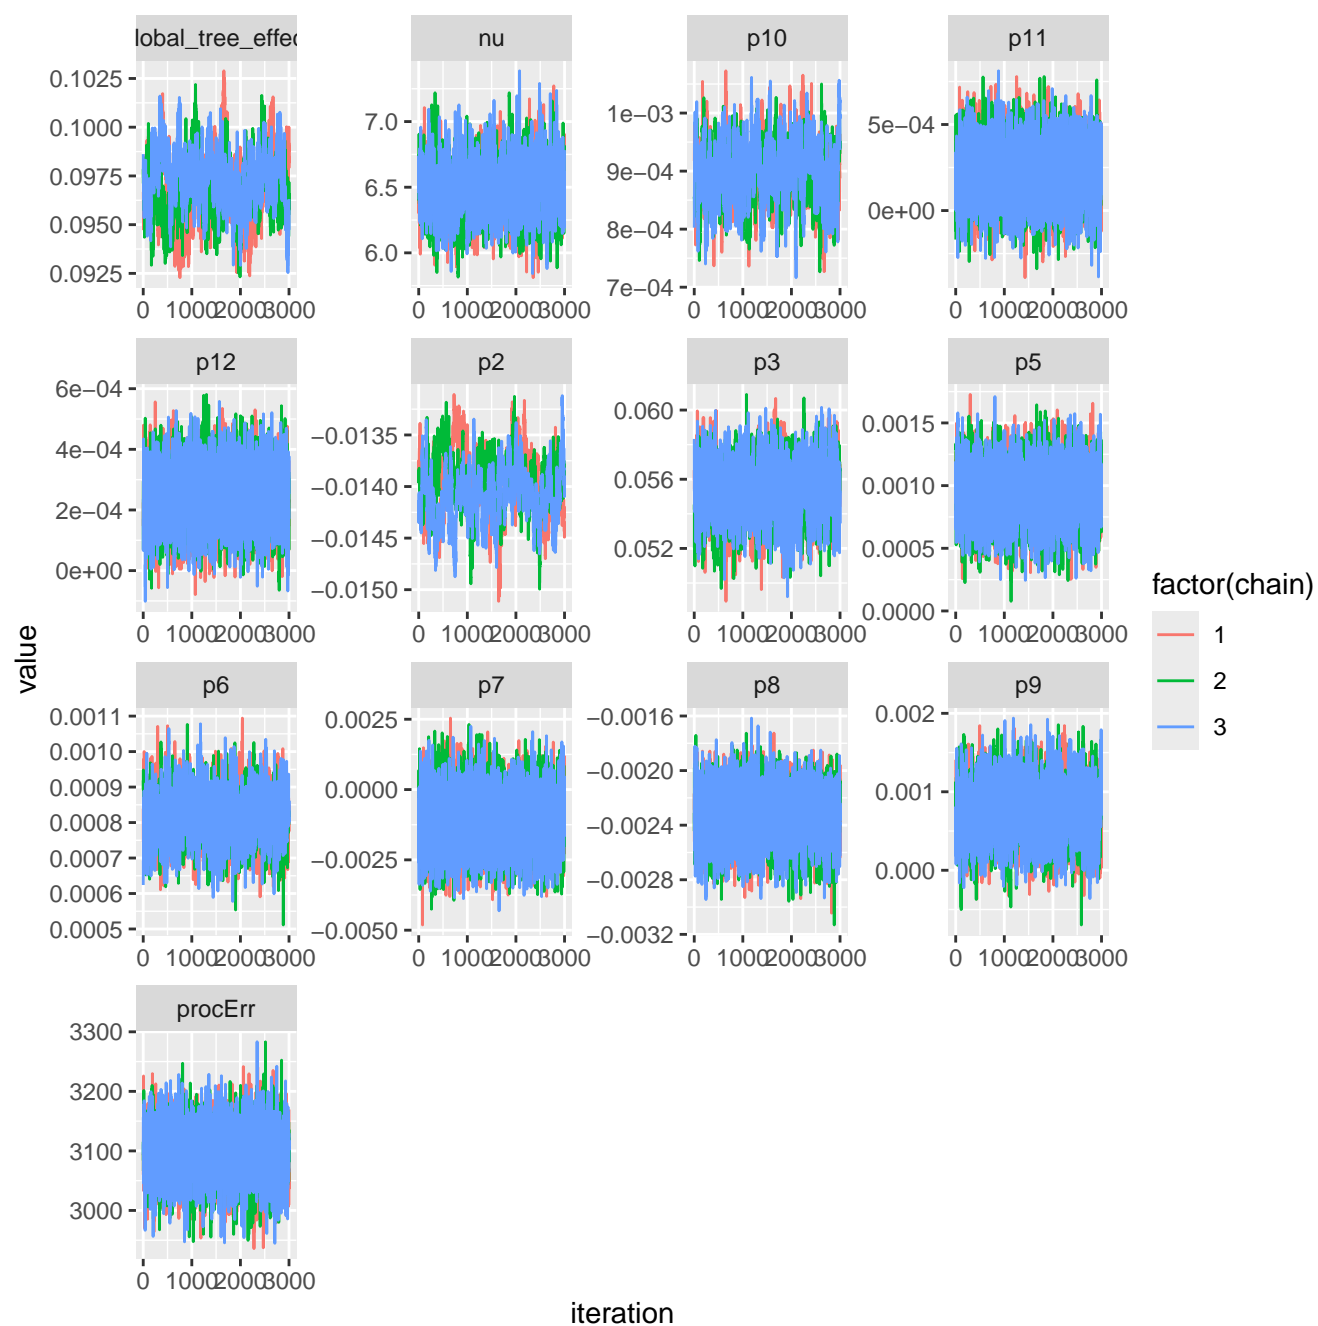 lobal_tree_effec
nu
p10
p11
0.1025
0.1000
0.0975
0.0950
0.0925
7.0
6.5
6.0
1e−03
9e−04
8e−04
7e−04
5e−04
0e+00
0 1000 2000 3000
0 1000 2000 3000
0 1000 2000 3000
0 1000 2000 3000
p12
p2
p3
p5
6e−04
4e−04
2e−04
0e+00
−0.0135
−0.0140
−0.0145
−0.0150
0.060
0.056
0.052
0.0015
0.0010
0.0005
0.0000
0 1000 2000 3000
0 1000 2000 3000
0 1000 2000 3000
0 1000 2000 3000
p6
p7
p8
p9
0.0011
0.0010
0.0009
0.0008
0.0007
0.0006
0.0005
0.0025
0.0000
−0.0025
−0.0050
−0.0016
−0.0020
−0.0024
−0.0028
−0.0032
0.002
0.001
0.000
0 1000 2000 3000
0 1000 2000 3000
0 1000 2000 3000
0 1000 2000 3000
procErr
3300
3200
3100
3000
0 1000 2000 3000
value
iteration
factor(chain)
1
2
3